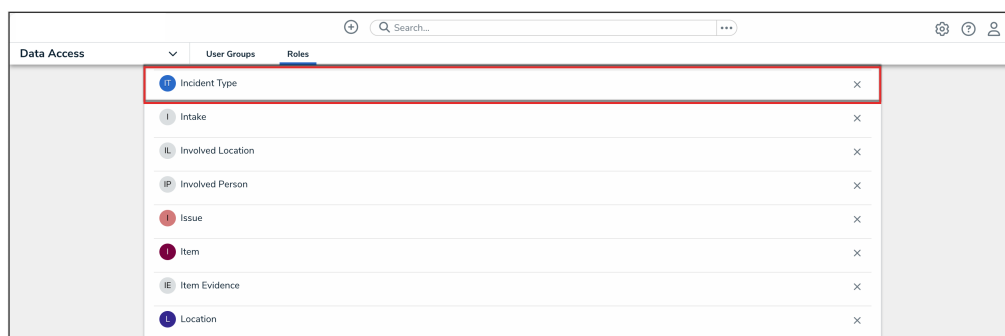 Search...
Data Access
User Groups
Roles
IT Incident Type
I Intake
IL Involved Location
IP Involved Person
I Issue
I Item
IE Item Evidence
L Location